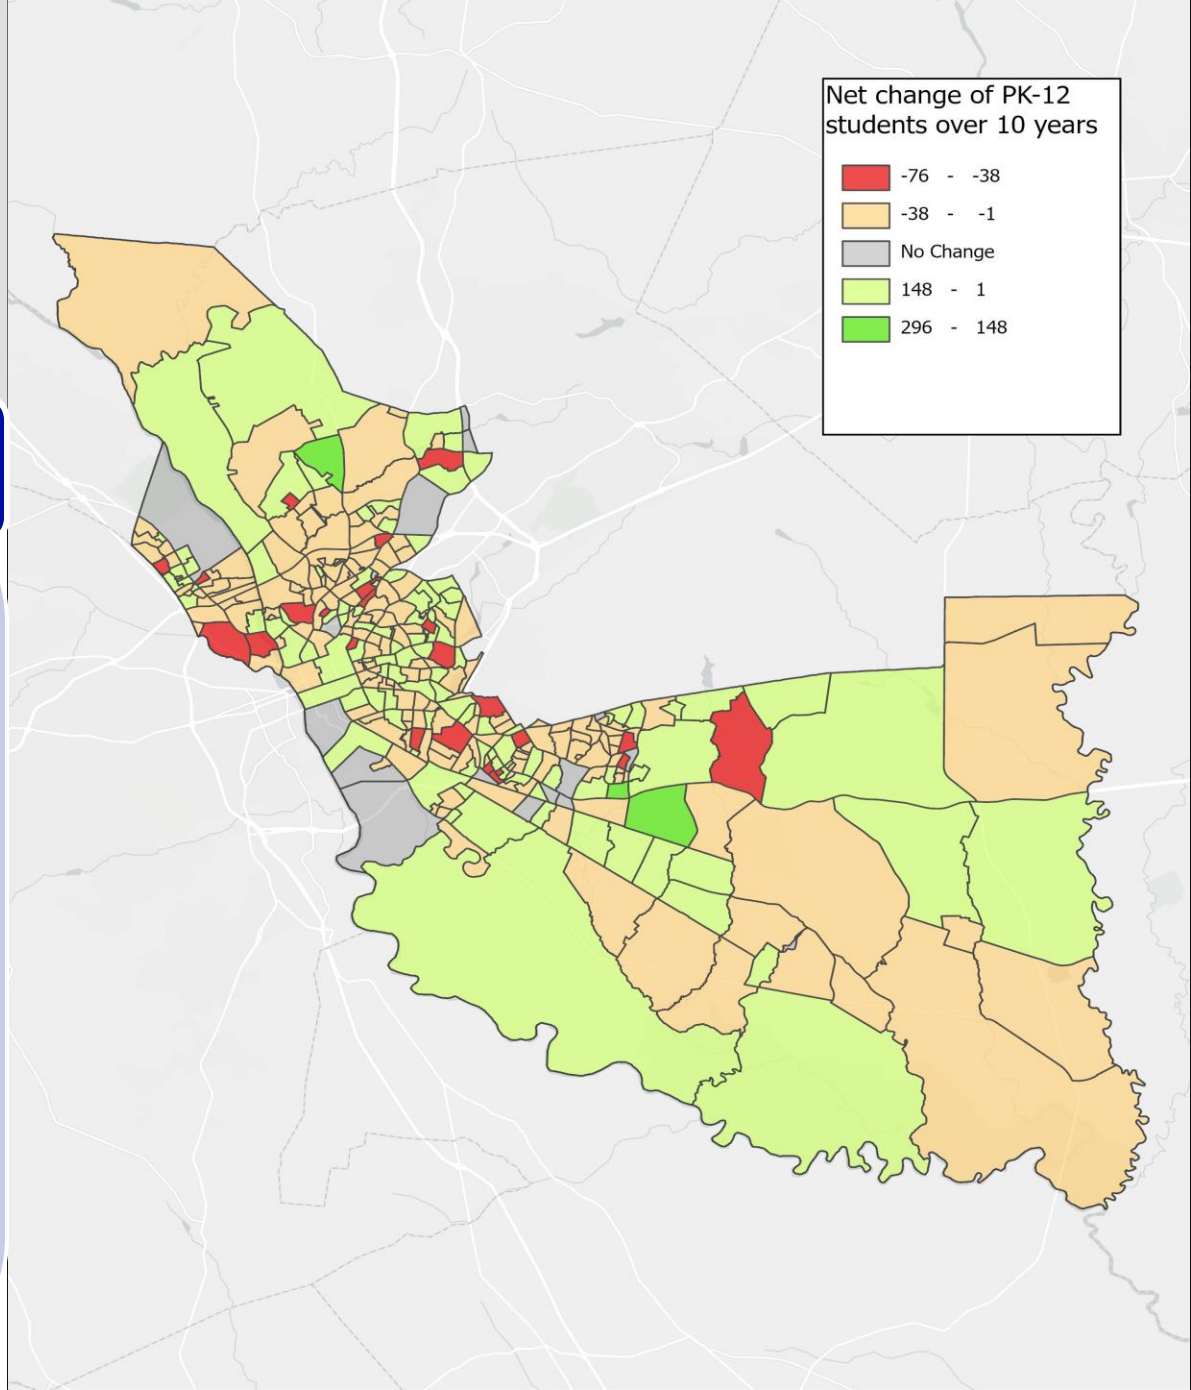 Net change of PK-12
students over 10 years
-76 - -38
-38 - -1
No Change
148 - 1
296 - 148